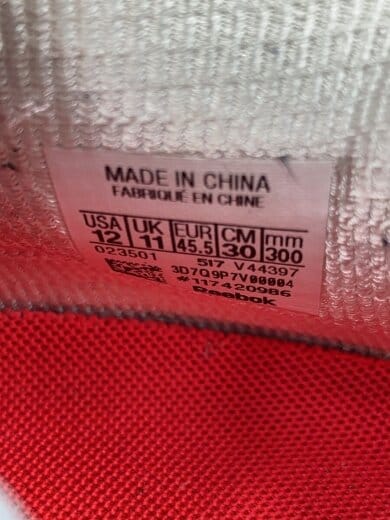 MADE IN CHINA
FABRIQUÉ EN CHINE
USA UK EUR CM mm
12 11 45.5 30 300
023501 517 V44397
3D7Q9P7V00004
#117420986
Reebok